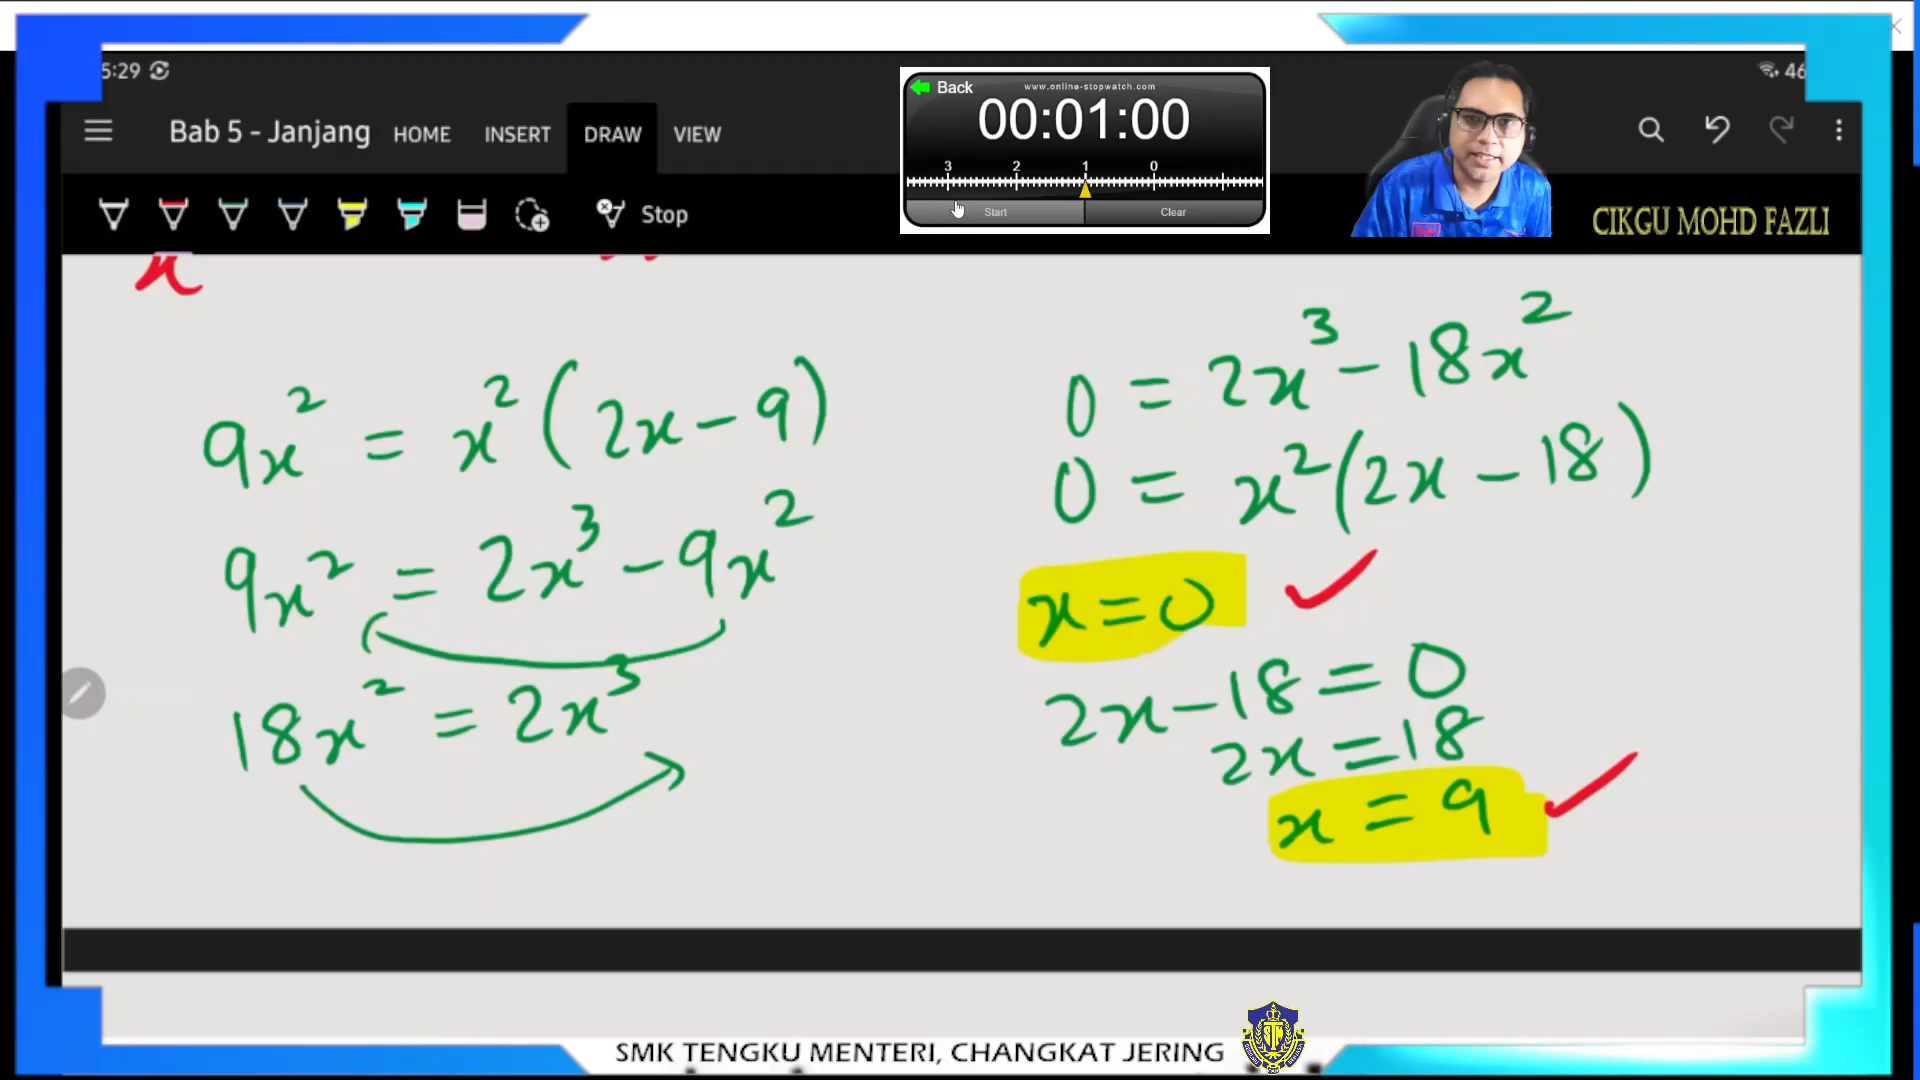 5:29
46
Back
www.online-stopwatch.com
00:01:00
3 2 1 0
Start Clear
Bab 5 - Janjang HOME INSERT DRAW VIEW
Stop
CIKGU MOHD FAZLI
x
9x² = x²(2x - 9)
9x² = 2x³ - 9x²
18x² = 2x³
0 = 2x³ - 18x²
0 = x²(2x - 18)
x = 0
2x - 18 = 0
2x = 18
x = 9
SMK TENGKU MENTERI, CHANGKAT JERING